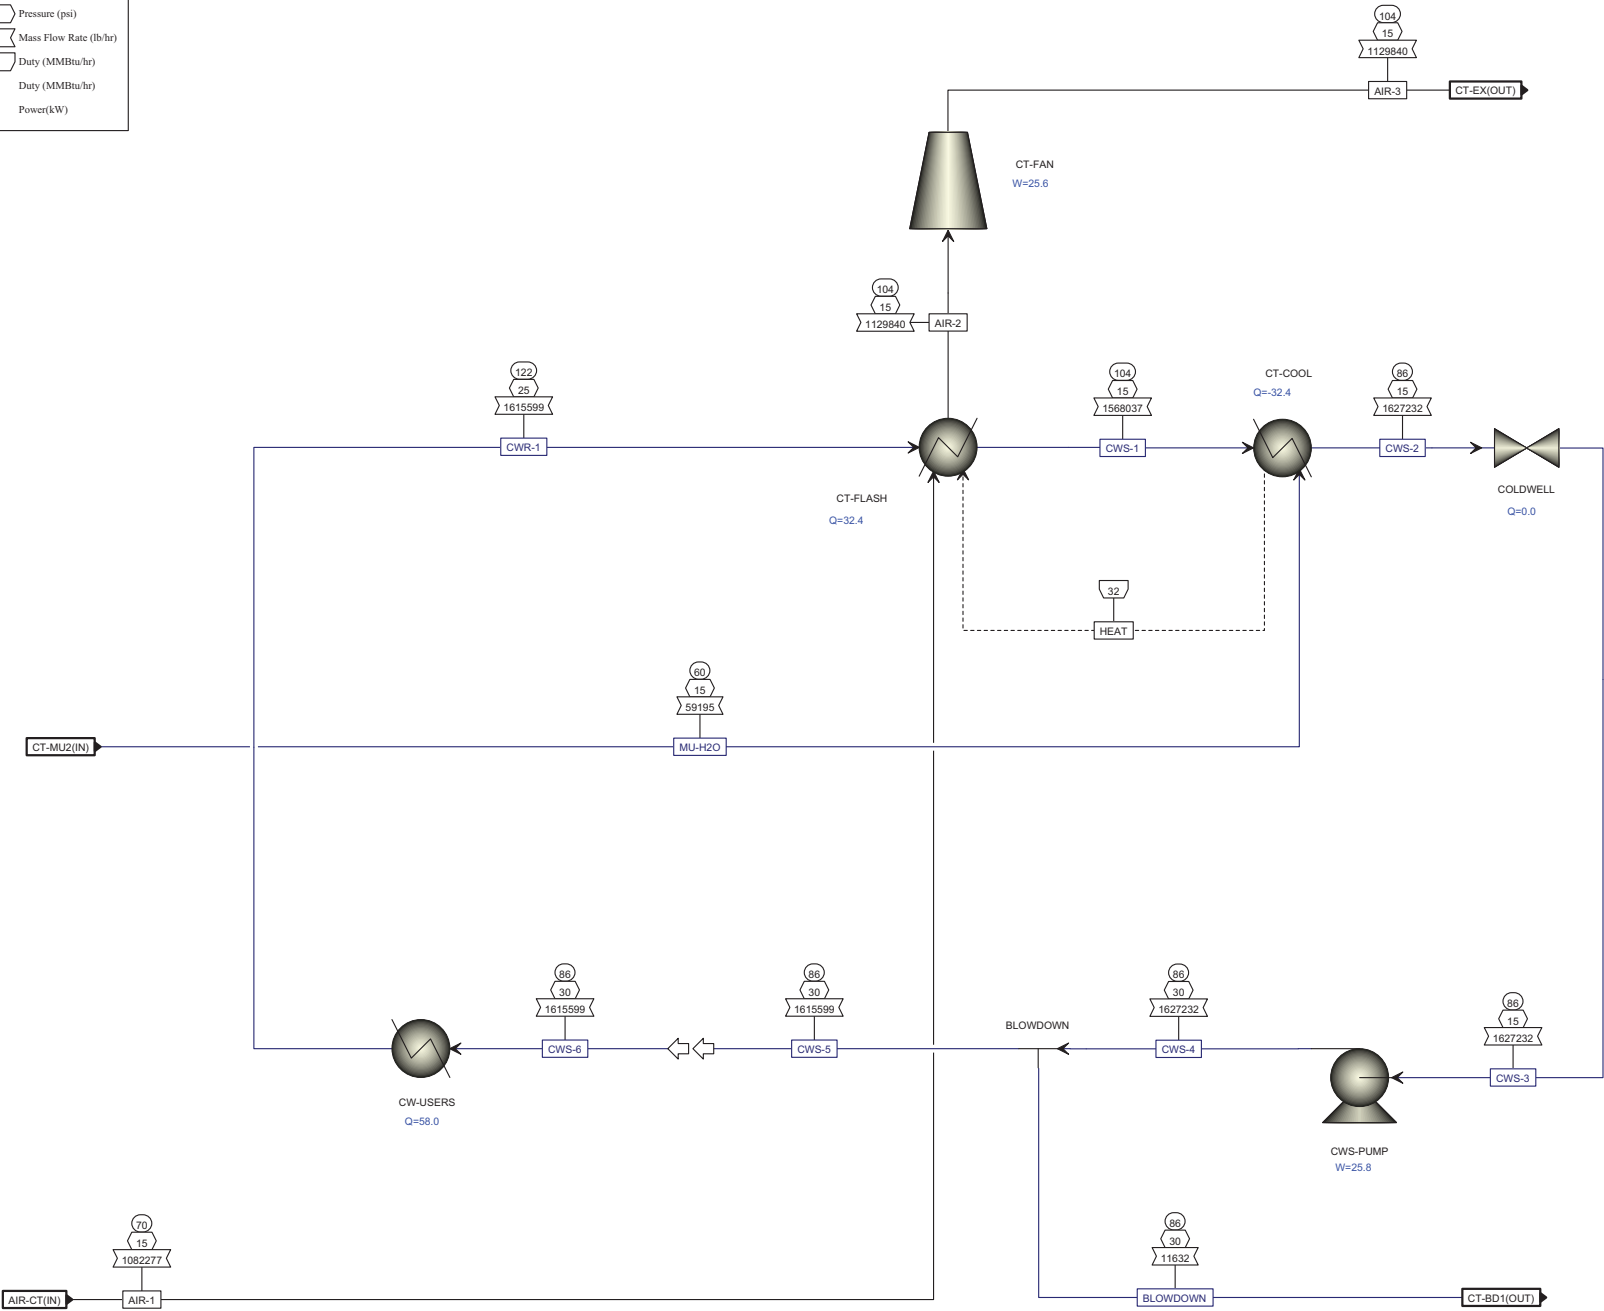 Pressure (psi)
Mass Flow Rate (lb/hr)
Duty (MMBtu/hr)
Duty (MMBtu/hr)
Power(kW)
104
15
1129840
AIR-3
CT-EX(OUT)
CT-FAN
W=25.6
104
15
1129840
AIR-2
122
25
1615599
CWR-1
104
15
1568037
CWS-1
CT-COOL
Q=-32.4
86
15
1627232
CWS-2
CT-FLASH
Q=32.4
COLDWELL
Q=0.0
32
HEAT
60
15
59195
MU-H2O
CT-MU2(IN)
86
30
1615599
CWS-6
86
30
1615599
CWS-5
BLOWDOWN
86
30
1627232
CWS-4
86
15
1627232
CWS-3
CW-USERS
Q=58.0
CWS-PUMP
W=25.8
70
15
1082277
AIR-CT(IN)
AIR-1
86
30
11632
BLOWDOWN
CT-BD1(OUT)